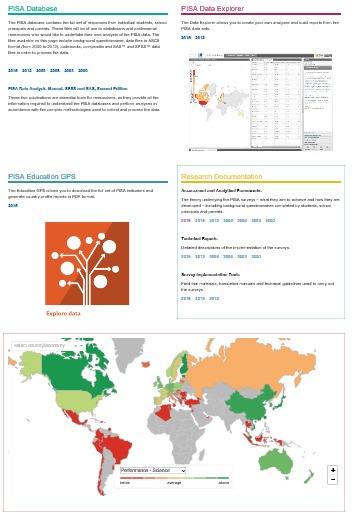 PISA Database
The PISA database contains the full set of responses from individual students, school
principals and parents. These files will be of use to statisticians and professional
researchers who would like to undertake their own analysis of the PISA data. The
files available on this page include background questionnaires, data files in ASCII
format (from 2000 to 2012), codebooks, compendia and SAS™ and SPSS™ data
files in order to process the data.
2015 2012 2009 2006 2003 2000
PISA Data Analysis Manual, SPSS and SAS, Second Edition
These two publications are essential tools for researchers, as they provide all the
information required to understand the PISA databases and perform analyses in
accordance with the complex methodologies used to collect and process the data.
PISA Data Explorer
The Data Explorer allows you to create your own analyses and build reports from the
PISA data sets.
2015 2012
PISA Education GPS
The Education GPS allows you to download the full set of PISA indicators and
generate country profile reports in PDF format.
2015
Explore data
Research Documentation
Assessment and Analytical Frameworks
The theory underlying the PISA surveys – what they aim to achieve and how they are
developed – including background questionnaires completed by students, school
principals and parents.
2015 2012 2009 2006 2003 2000
Technical Reports
Detailed descriptions of the implementation of the surveys.
2015 2012 2009 2006 2003 2000
Survey Implementation Tools
Field trial materials, translation manuals and technical guidelines used to carry out
the surveys.
2018 2015 2012
select country/economy
Performance - Science
below average above
+
−